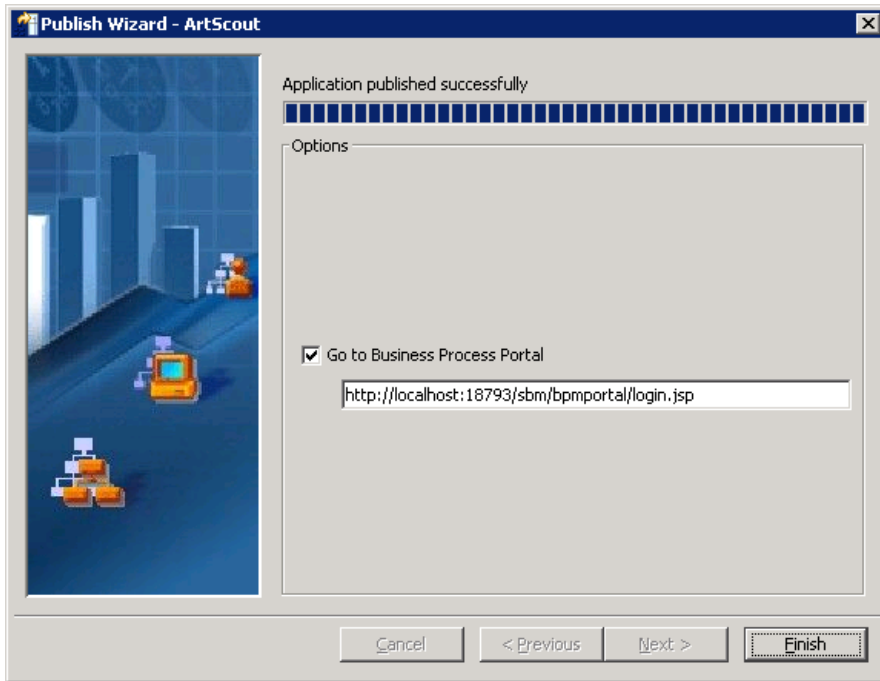 Publish Wizard - ArtScout
Application published successfully
Options
Go to Business Process Portal
http://localhost:18793/sbm/bpmportal/login.jsp
Cancel
< Previous
Next >
Finish